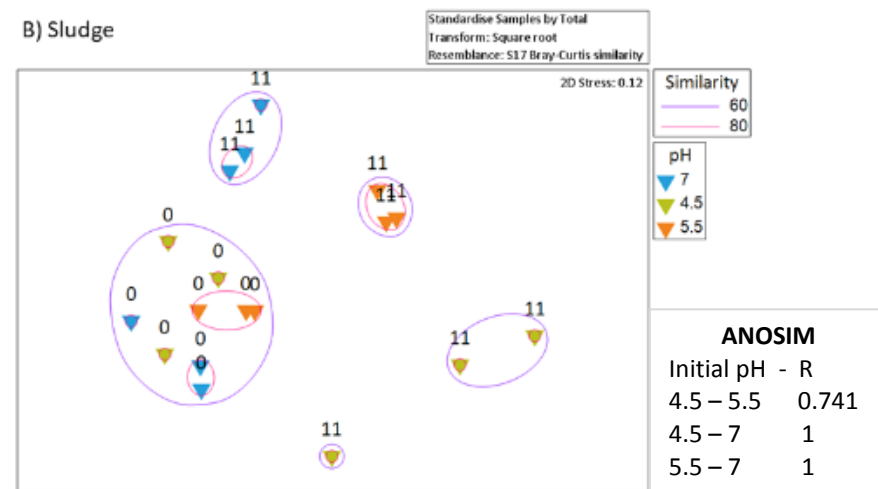 B) Sludge
Standardise Samples by Total
Transform: Square root
Resemblance: S17 Bray-Curtis similarity
2D Stress: 0.12
Similarity
60
80
pH
7
4.5
5.5
11
11
11
11
11
11
0
0
0
0
00
0
0
0
11
11
11
ANOSIM
Initial pH - R
4.5 – 5.5 0.741
4.5 – 7 1
5.5 – 7 1